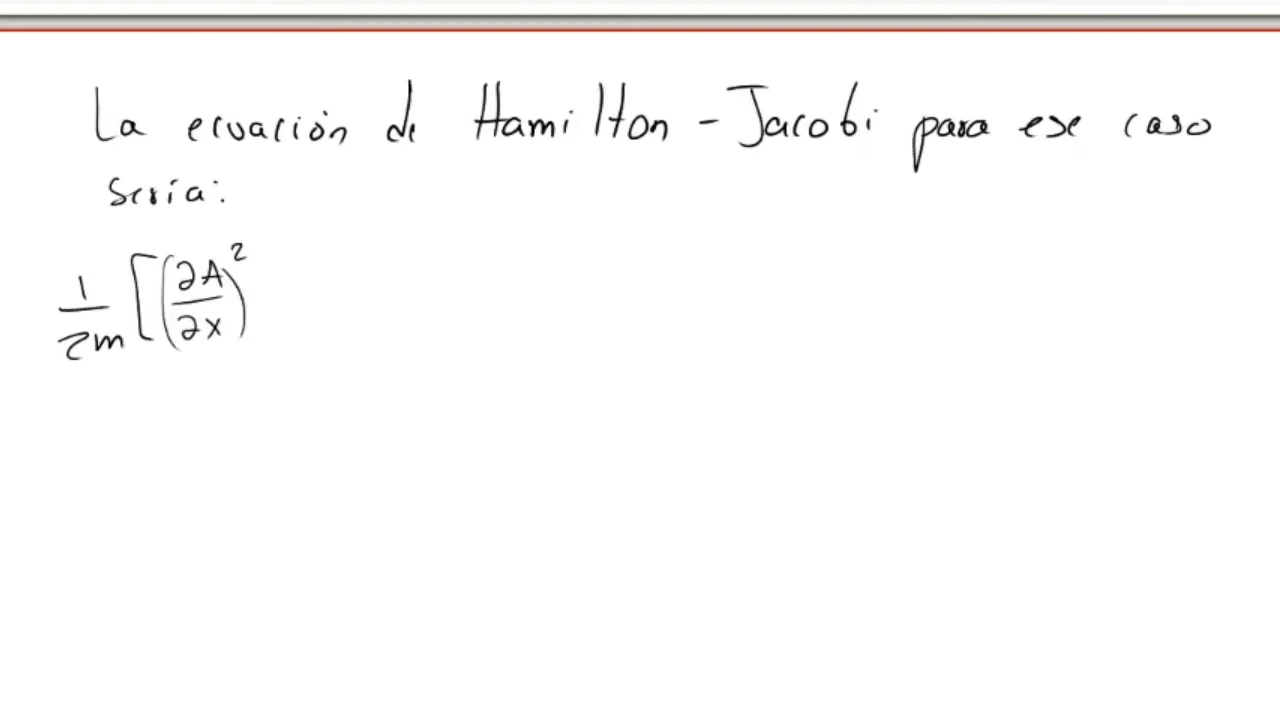 La ecuación de Hamilton - Jacobi para ese caso
sería:
1/2m [(∂A/∂x)²